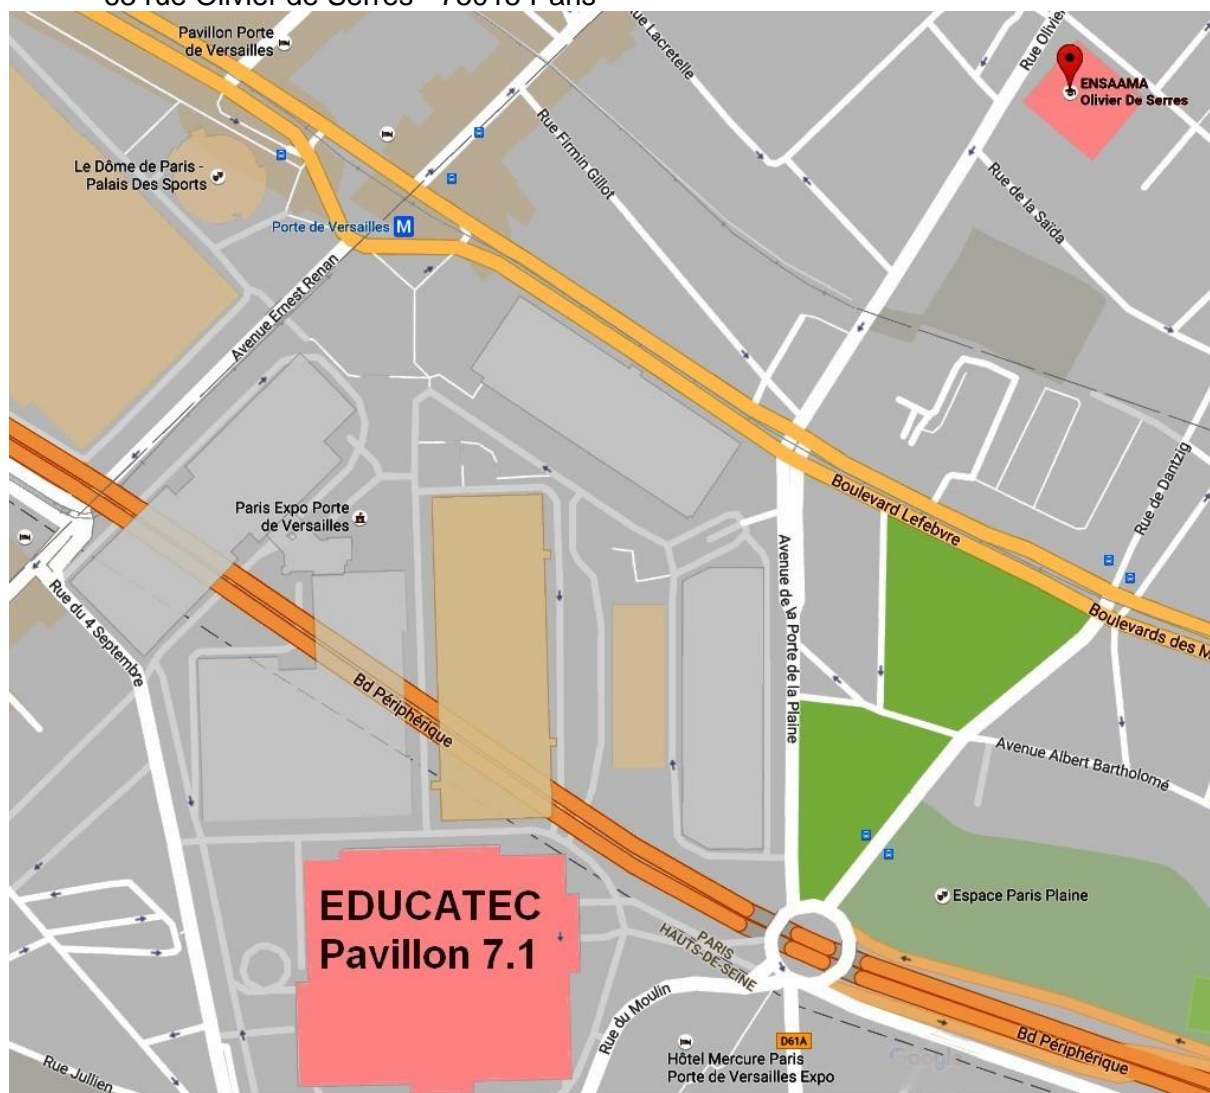 Pavillon Porte
de Versailles
Rue Olivier
ENSAAMA
Olivier De Serres
Rue Firmin Gillot
Le Dôme de Paris -
Palais Des Sports
Rue de la Saïda
Porte de Versailles M
Avenue Ernest Renan
Boulevard Lefebvre
Rue de Dantzig
Paris Expo Porte
de Versailles
Avenue de la Porte de la Plaine
Rue du 4 Septembre
Boulevards des M
Bd Périphérique
Avenue Albert Bartholomé
EDUCATEC
Pavillon 7.1
Espace Paris Plaine
PARIS
HAUTS-DE-SEINE
Rue du Moulin
D61A
Bd Périphérique
Hôtel Mercure Paris
Porte de Versailles Expo
Google
Rue Jullien